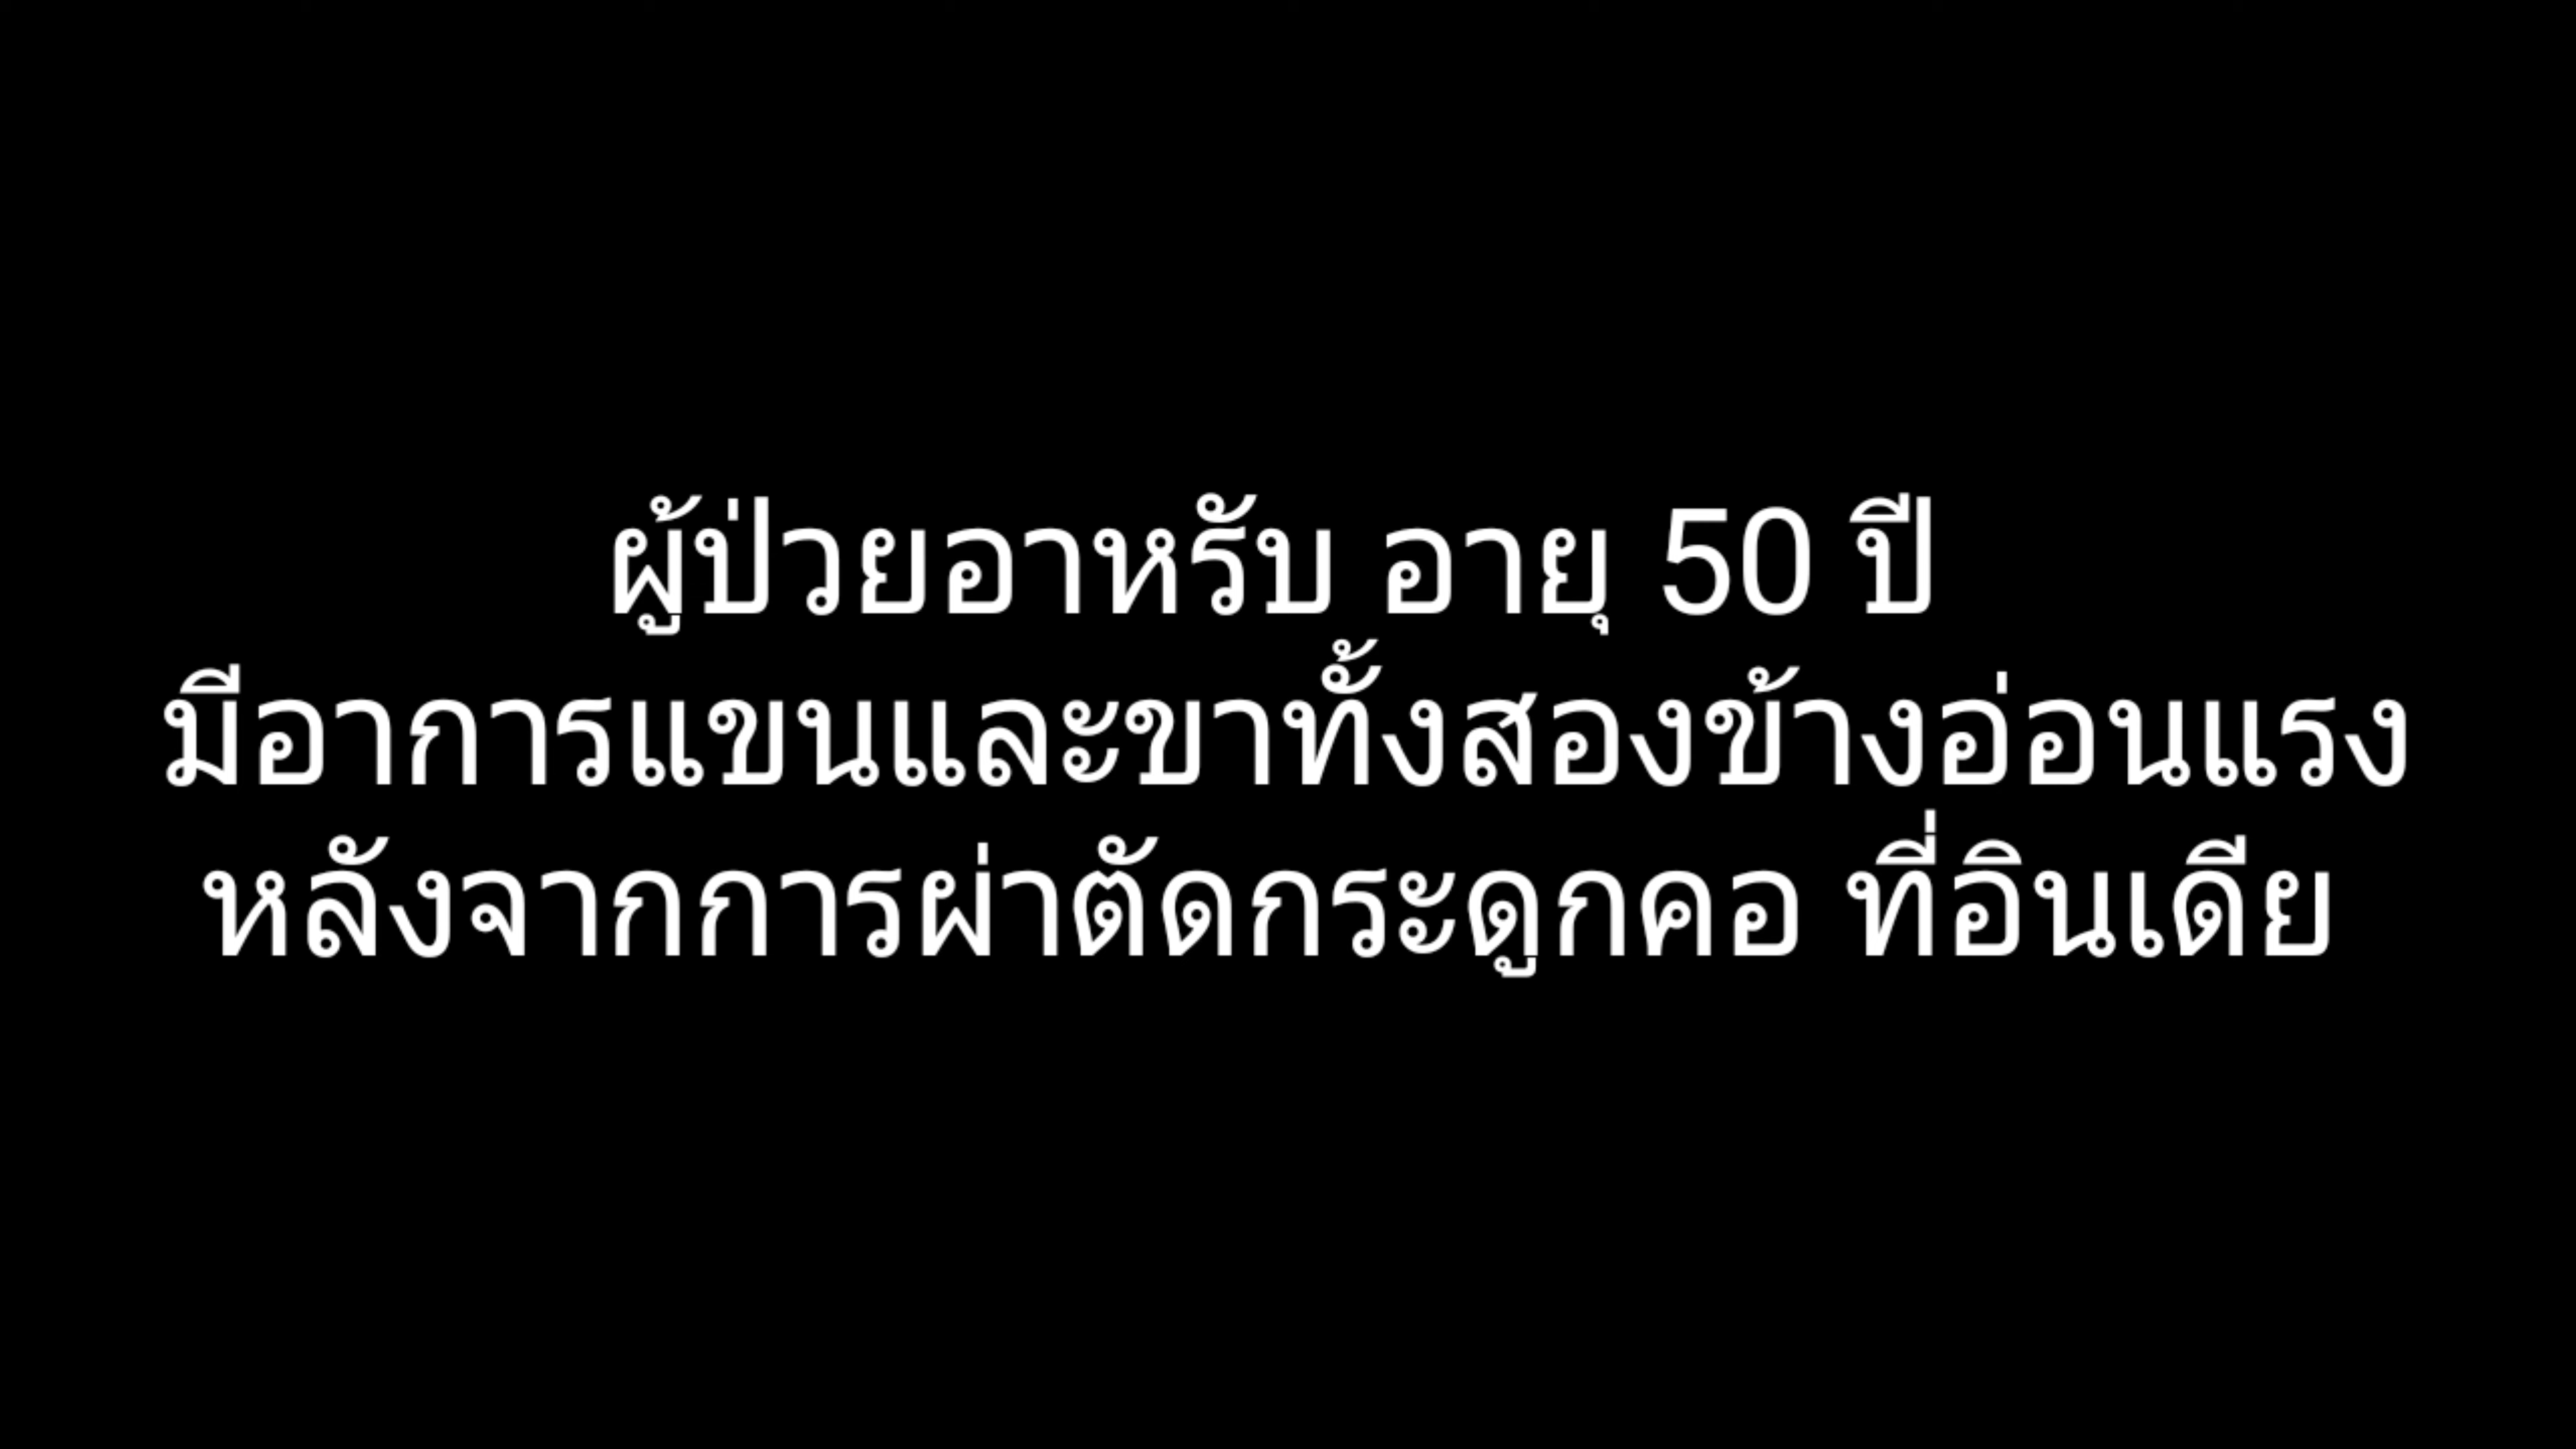 ผู้ป่วยอาหรับ อายุ 50 ปี
มีอาการแขนและขาทั้งสองข้างอ่อนแรง
หลังจากการผ่าตัดกระดูกคอ ที่อินเดีย